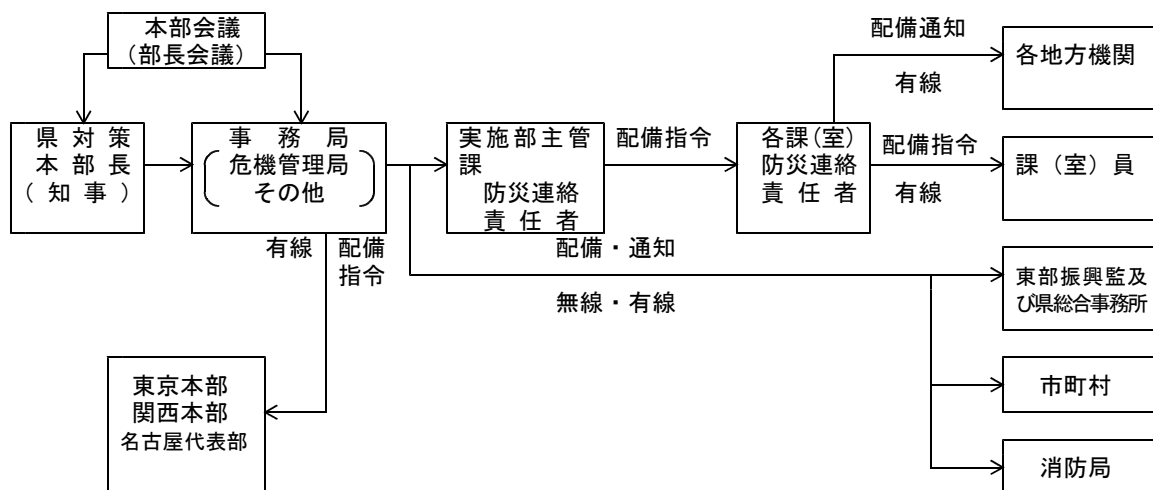 本部会議
（部長会議）
配備通知
有線
各地方機関
県対策
本部長
（知事）
事務局
危機管理局
その他
実施部主管
課
防災連絡
責任者
配備指令
各課（室）
防災連絡
責任者
配備指令
有線
課（室）員
有線
配備
指令
配備・通知
無線・有線
東部振興監及
び県総合事務所
東京本部
関西本部
名古屋代表部
市町村
消防局